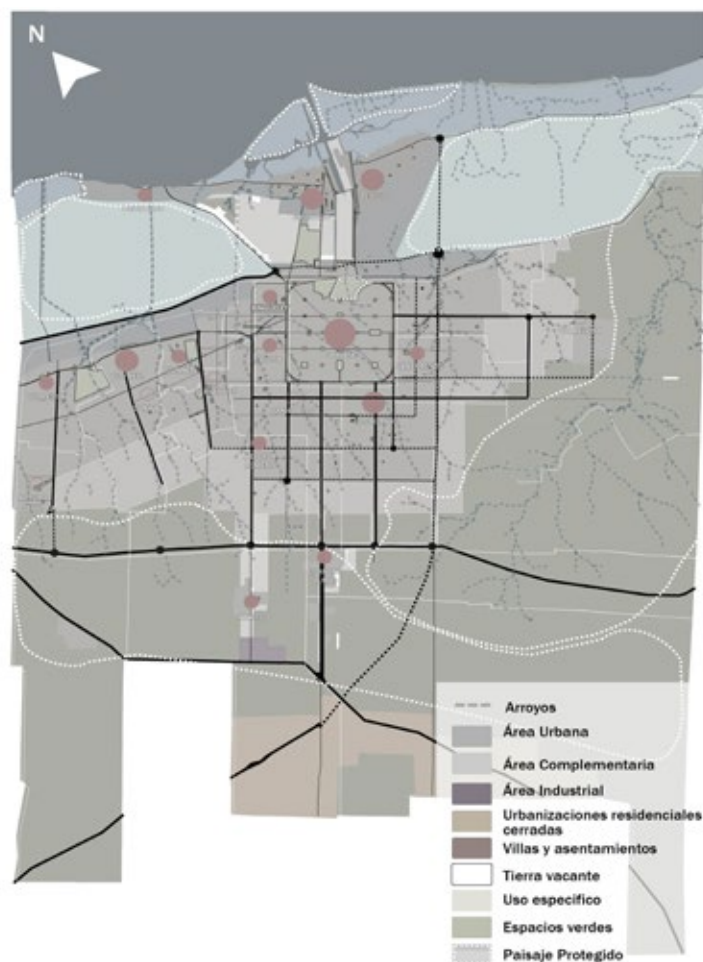 N
Arroyos
Área Urbana
Área Complementaria
Área Industrial
Urbanizaciones residenciales
cerradas
Villas y asentamientos
Tierra vacante
Uso específico
Espacios verdes
Paisaje Protegido